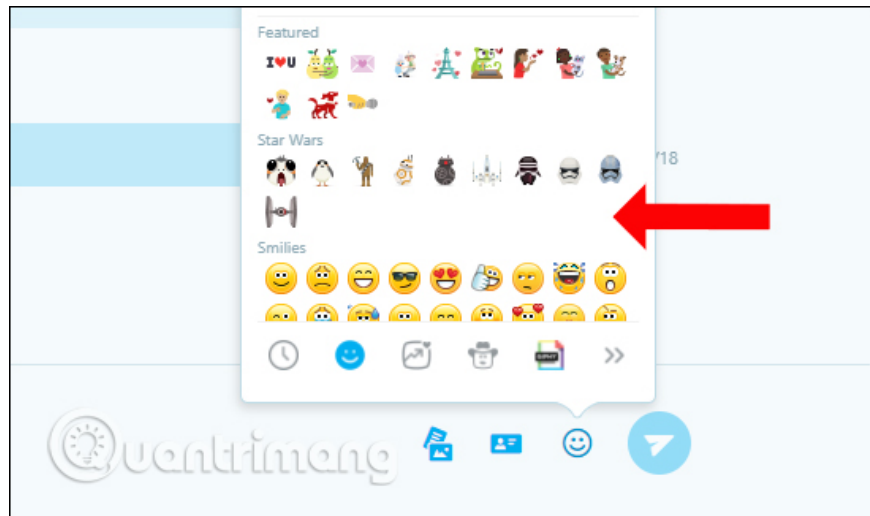 Featured
I❤U
Star Wars
/18
Smilies
GIPHY
Quantrimang